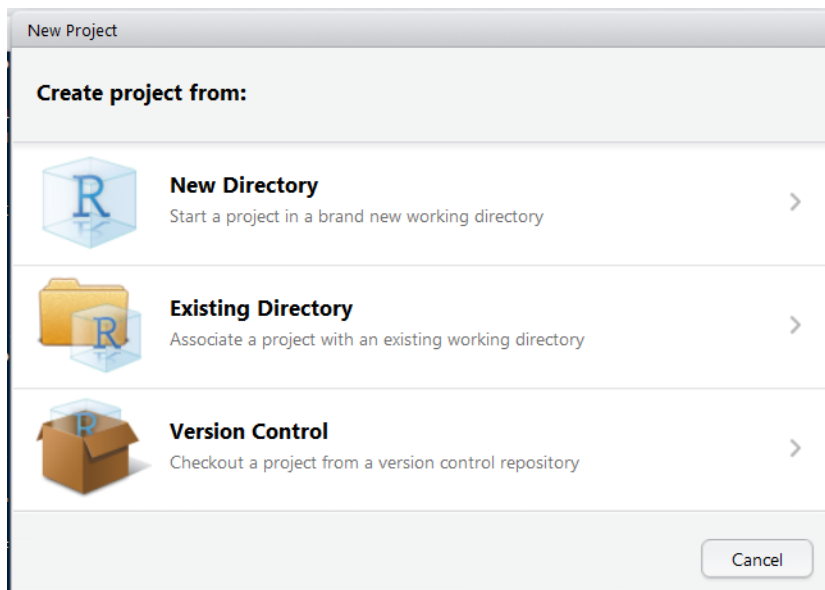 New Project
Create project from:
R
New Directory
Start a project in a brand new working directory
R
Existing Directory
Associate a project with an existing working directory
R
Version Control
Checkout a project from a version control repository
Cancel